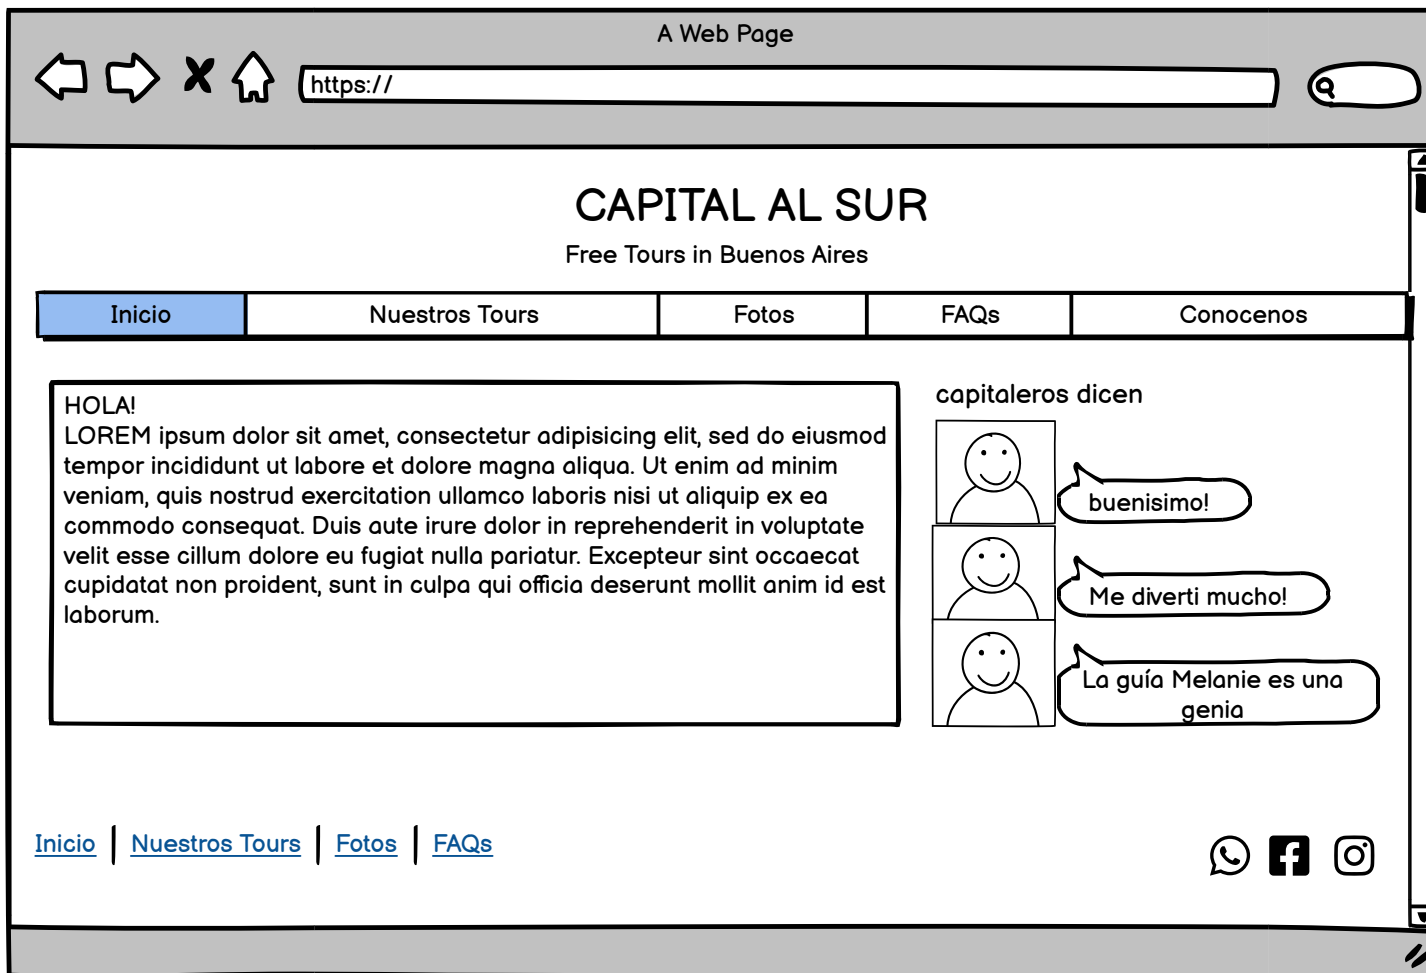 A Web Page
https://
CAPITAL AL SUR
Free Tours in Buenos Aires
Inicio Nuestros Tours Fotos FAQs Conocenos
HOLA!
LOREM ipsum dolor sit amet, consectetur adipisicing elit, sed do eiusmod
tempor incididunt ut labore et dolore magna aliqua. Ut enim ad minim
veniam, quis nostrud exercitation ullamco laboris nisi ut aliquip ex ea
commodo consequat. Duis aute irure dolor in reprehenderit in voluptate
velit esse cillum dolore eu fugiat nulla pariatur. Excepteur sint occaecat
cupidatat non proident, sunt in culpa qui officia deserunt mollit anim id est
laborum.
capitaleros dicen
buenisimo!
Me diverti mucho!
La guía Melanie es una
genia
Inicio Nuestros Tours Fotos FAQs